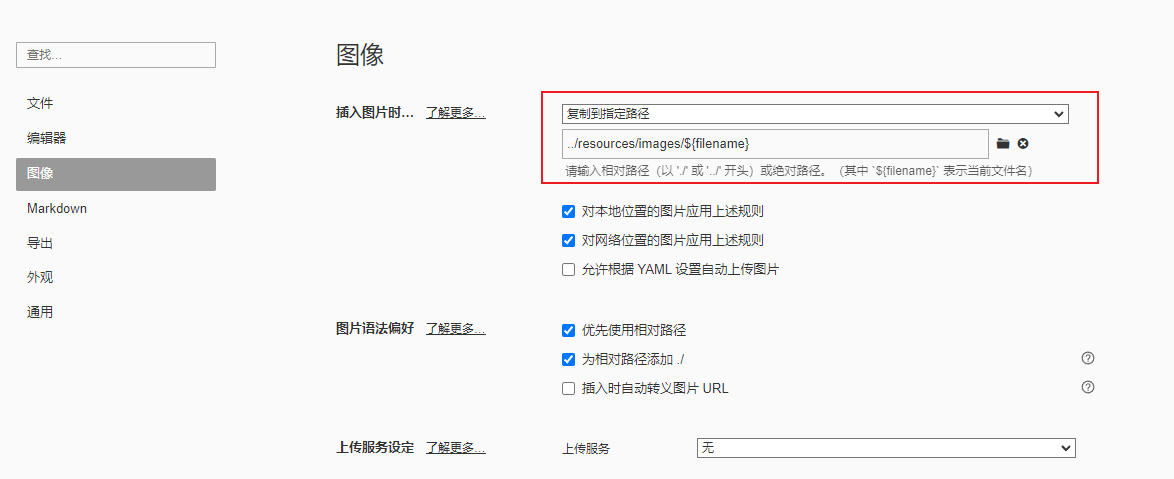 查找...
文件
编辑器
图像
Markdown
导出
外观
通用
图像
插入图片时... 了解更多...
复制到指定路径
../resources/images/${filename}
请输入相对路径（以 './' 或 '../' 开头）或绝对路径。（其中 `${filename}` 表示当前文件名）
对本地位置的图片应用上述规则
对网络位置的图片应用上述规则
允许根据 YAML 设置自动上传图片
图片语法偏好 了解更多...
优先使用相对路径
为相对路径添加 ./
插入时自动转义图片 URL
上传服务设定 了解更多...
上传服务 无